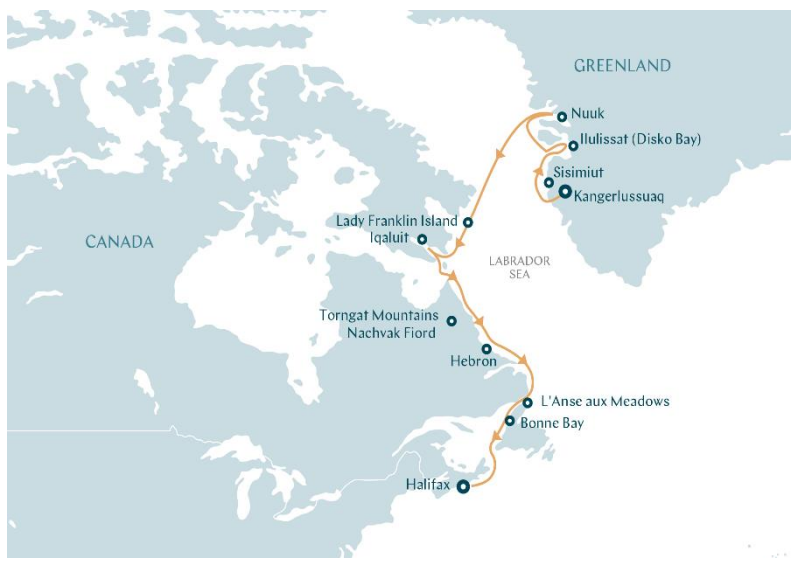 GREENLAND
Nuuk
Ilulissat (Disko Bay)
Sisimiut
Kangerlussuaq
Lady Franklin Island
Iqaluit
CANADA
LABRADOR
SEA
Torngat Mountains
Nachvak Fiord
Hebron
L'Anse aux Meadows
Bonne Bay
Halifax